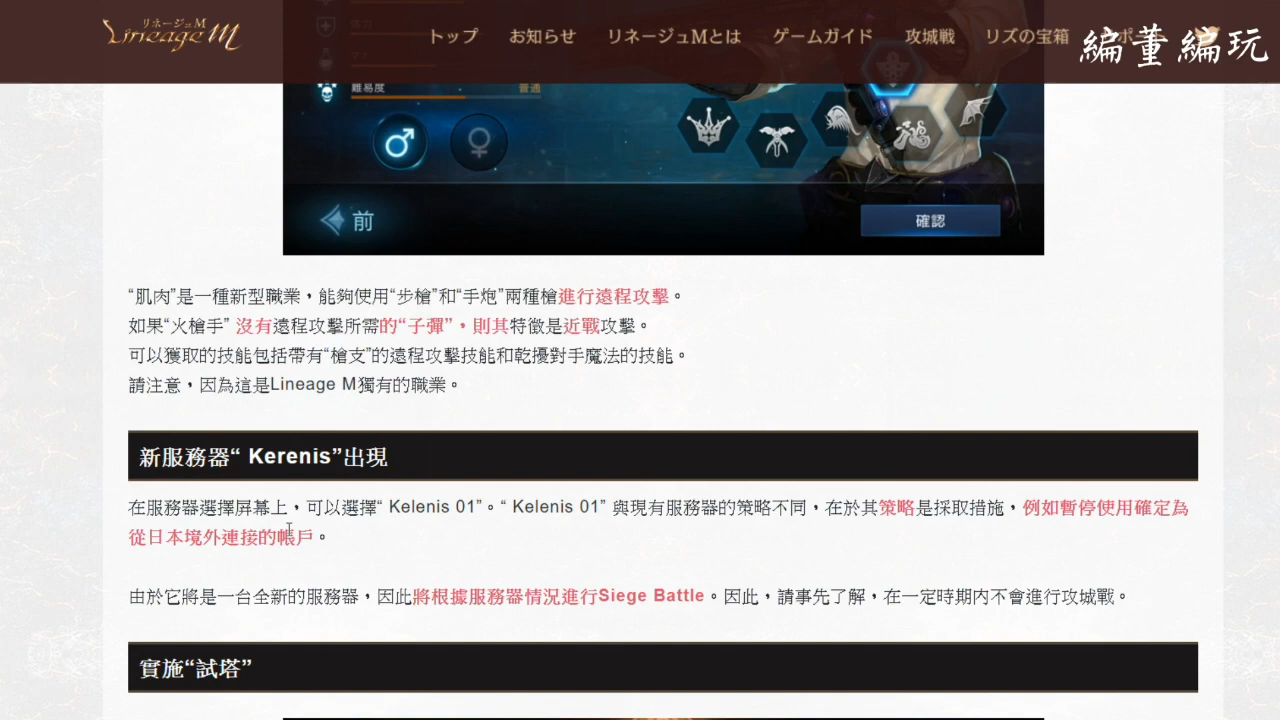 リネージュM
Lineage M
トップ
お知らせ
リネージュMとは
ゲームガイド
攻城戦
リズの宝箱
編董編玩
難易度
普通
前
確認
“肌肉”是一種新型職業，能夠使用“步槍”和“手炮”兩種槍進行遠程攻擊。
如果“火槍手” 沒有遠程攻擊所需的“子彈”，則其特徵是近戰攻擊。
可以獲取的技能包括帶有“槍支”的遠程攻擊技能和乾擾對手魔法的技能。
請注意，因為這是Lineage M獨有的職業。
新服務器“ Kerenis”出現
在服務器選擇屏幕上，可以選擇“ Kelenis 01”。“ Kelenis 01” 與現有服務器的策略不同，在於其策略是採取措施，例如暫停使用確定為
從日本境外連接的帳戶。
由於它將是一台全新的服務器，因此將根據服務器情況進行Siege Battle。因此，請事先了解，在一定時期內不會進行攻城戰。
實施“試塔”